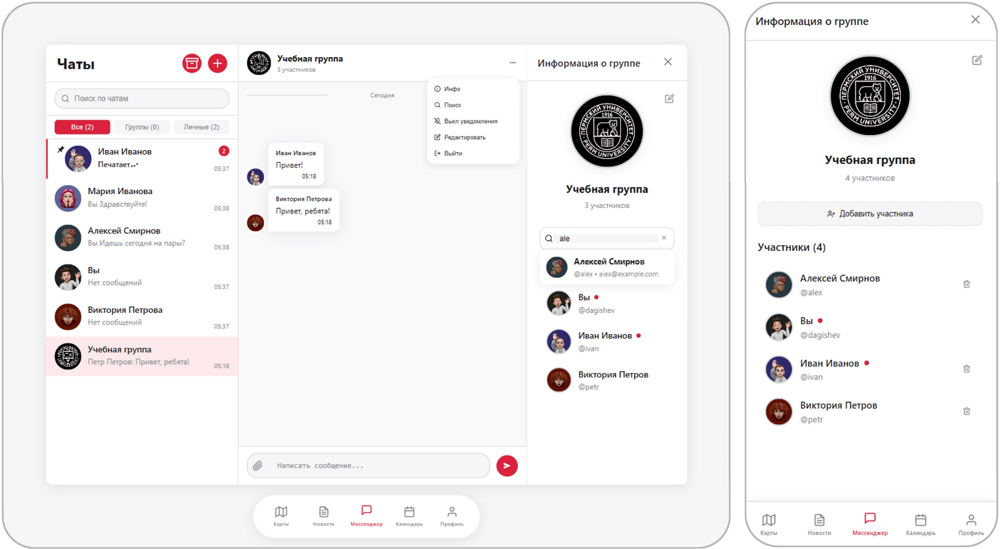 Чаты
Поиск по чатам
Все (2)
Группы (0)
Личные (2)
Иван Иванов
2
Печатает...
05:37
Мария Иванова
Вы Здравствуйте!
05:38
Алексей Смирнов
Вы Идешь сегодня на пары?
05:38
Вы
Нет сообщений
05:37
Виктория Петрова
Нет сообщений
05:37
Учебная группа
Петр Петров: Привет, ребята!
05:18
Учебная группа
3 участников
Сегодня
Инфо
Поиск
Выкл уведомления
Редактировать
Выйти
Иван Иванов
Привет!
05:18
Виктория Петрова
Привет, ребята!
05:18
Написать сообщение...
Информация о группе
ПЕРМСКИЙ УНИВЕРСИТЕТ
1916
PERM UNIVERSITY
Учебная группа
3 участников
ale
Алексей Смирнов
@alex • alex@example.com
Вы
@dagishev
Иван Иванов
@ivan
Виктория Петров
@petr
Карты
Новости
Мессенджер
Календарь
Профиль
Информация о группе
ПЕРМСКИЙ УНИВЕРСИТЕТ
1916
PERM UNIVERSITY
Учебная группа
4 участников
Добавить участника
Участники (4)
Алексей Смирнов
@alex
Вы
@dagishev
Иван Иванов
@ivan
Виктория Петров
@petr
Карты
Новости
Мессенджер
Календарь
Профиль